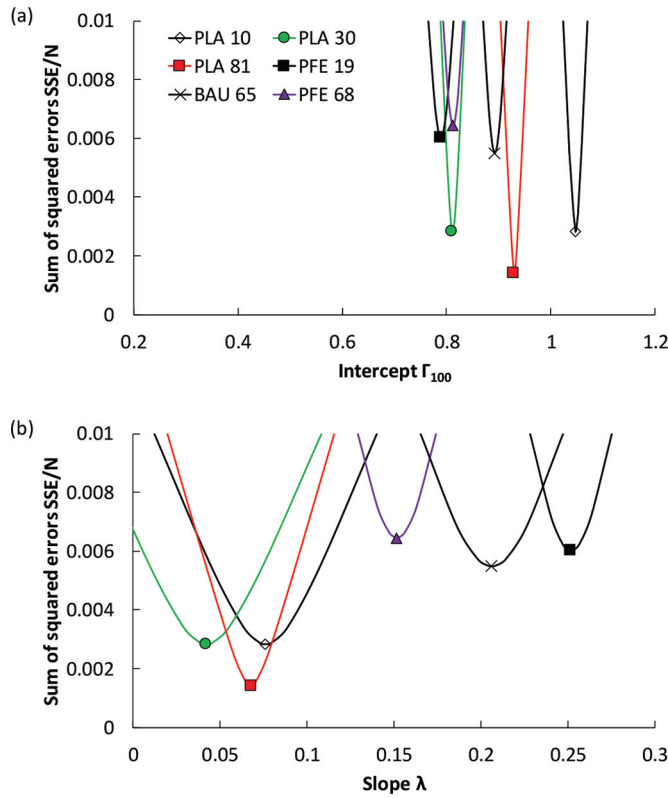 (a)
Sum of squared errors SSE/N
0.01
0.008
0.006
0.004
0.002
0
PLA 10
PLA 30
PLA 81
PFE 19
BAU 65
PFE 68
0.2
0.4
0.6
0.8
1
1.2
Intercept Γ100
(b)
Sum of squared errors SSE/N
0.01
0.008
0.006
0.004
0.002
0
0
0.05
0.1
0.15
0.2
0.25
0.3
Slope λ